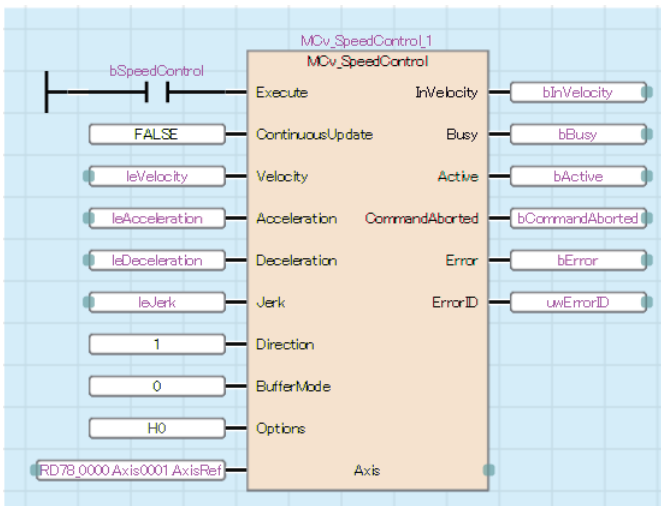 MCv_SpeedControl_1
bSpeedControl
MCv_SpeedControl
Execute InVelocity bInVelocity
FALSE ContinuousUpdate Busy bBusy
leVelocity Velocity Active bActive
leAcceleration Acceleration CommandAborted bCommandAborted
leDeceleration Deceleration Error bError
leJerk Jerk ErrorID uwErrorID
1 Direction
0 BufferMode
H0 Options
RD78_0000.Axis0001.AxisRef Axis